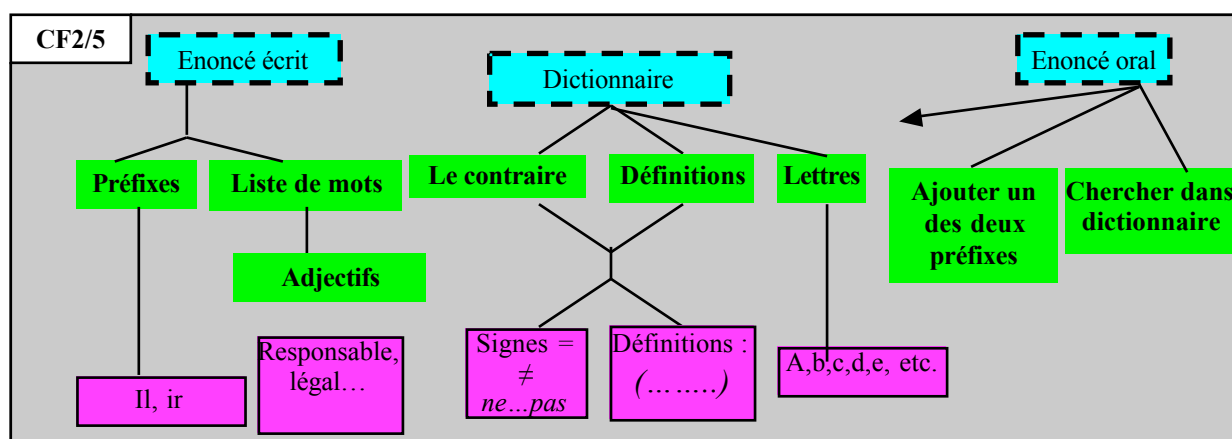 CF2/5
Enoncé écrit
Dictionnaire
Enoncé oral
Préfixes
Liste de mots
Le contraire
Définitions
Lettres
Ajouter un
des deux
préfixes
Chercher dans
dictionnaire
Adjectifs
Il, ir
Responsable,
légal…
Signes =
≠
ne…pas
Définitions :
(……..)
A,b,c,d,e, etc.